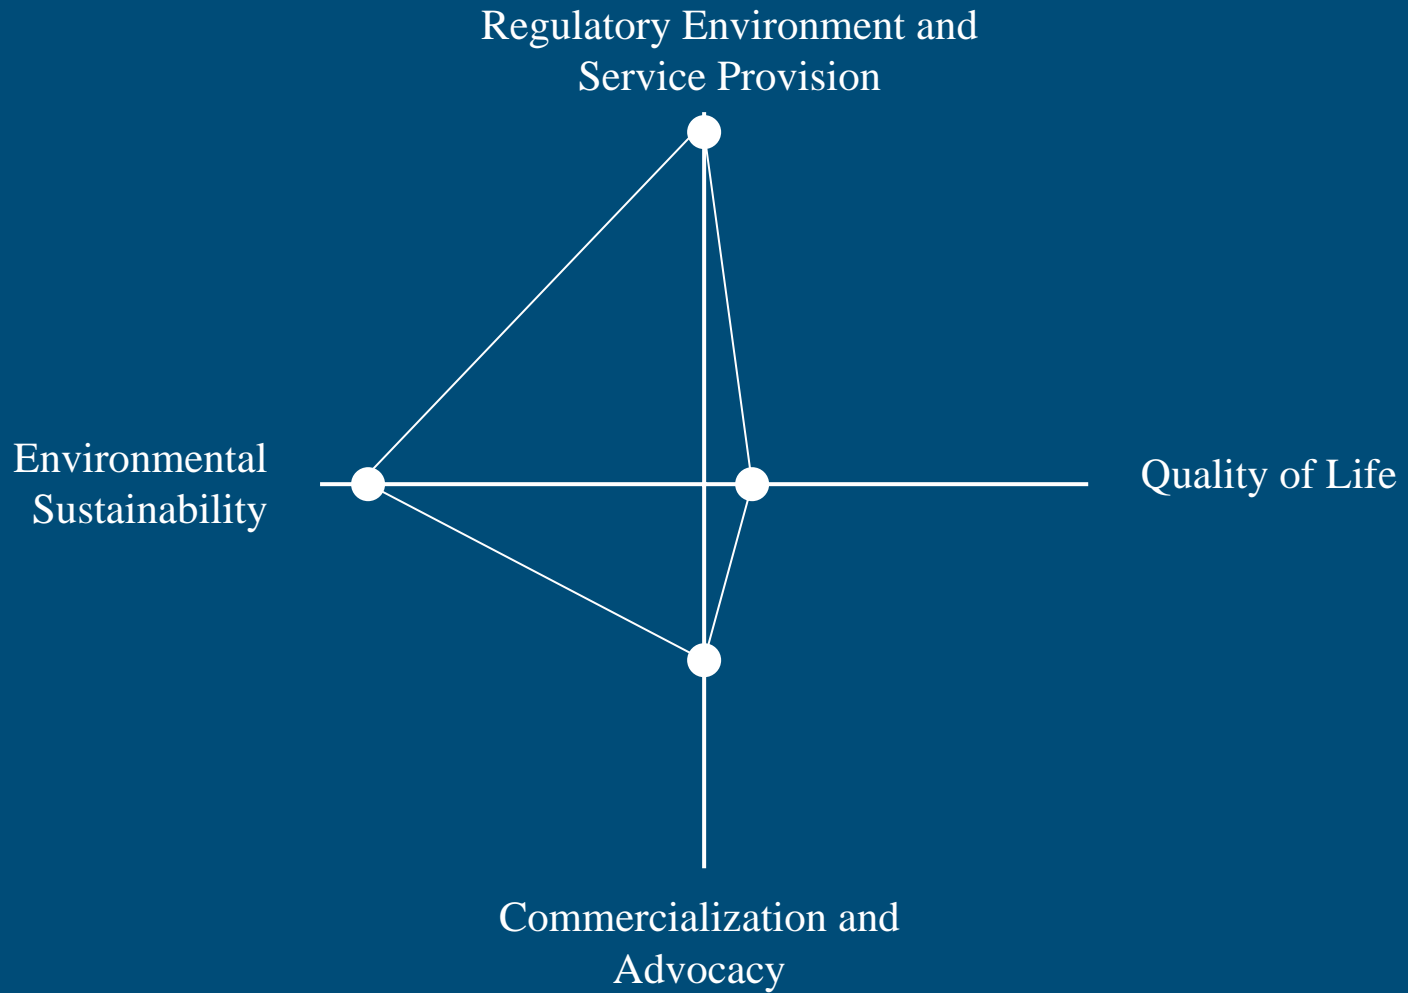 Regulatory Environment and
Service Provision
Environmental
Sustainability
Quality of Life
Commercialization and
Advocacy